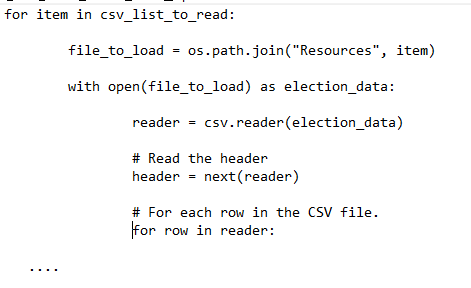 for item in csv_list_to_read:
file_to_load = os.path.join("Resources", item)
with open(file_to_load) as election_data:
reader = csv.reader(election_data)
# Read the header
header = next(reader)
# For each row in the CSV file.
for row in reader:
....